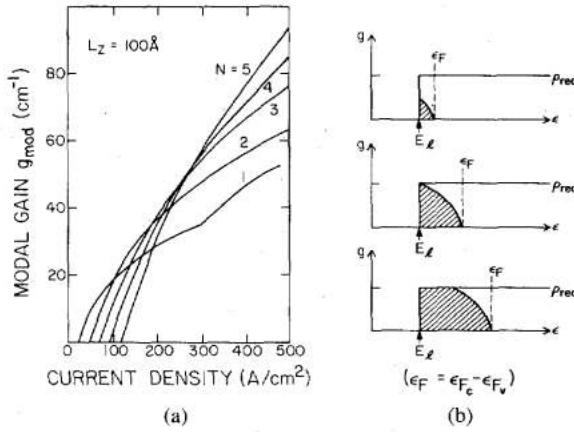 (a)
L_Z = 100Å
N = 5
4
3
2
1
MODAL GAIN g_mod (cm⁻¹)
80
60
40
20
0 100 200 300 400 500
CURRENT DENSITY (A/cm²)
(a)
(b)
g
ϵ_F
ρ_red
ϵ
E_ℓ
g
ϵ_F
ρ_red
ϵ
E_ℓ
g
ϵ_F
ρ_red
ϵ
E_ℓ
(ϵ_F = ϵ_Fc − ϵ_Fv)
(b)